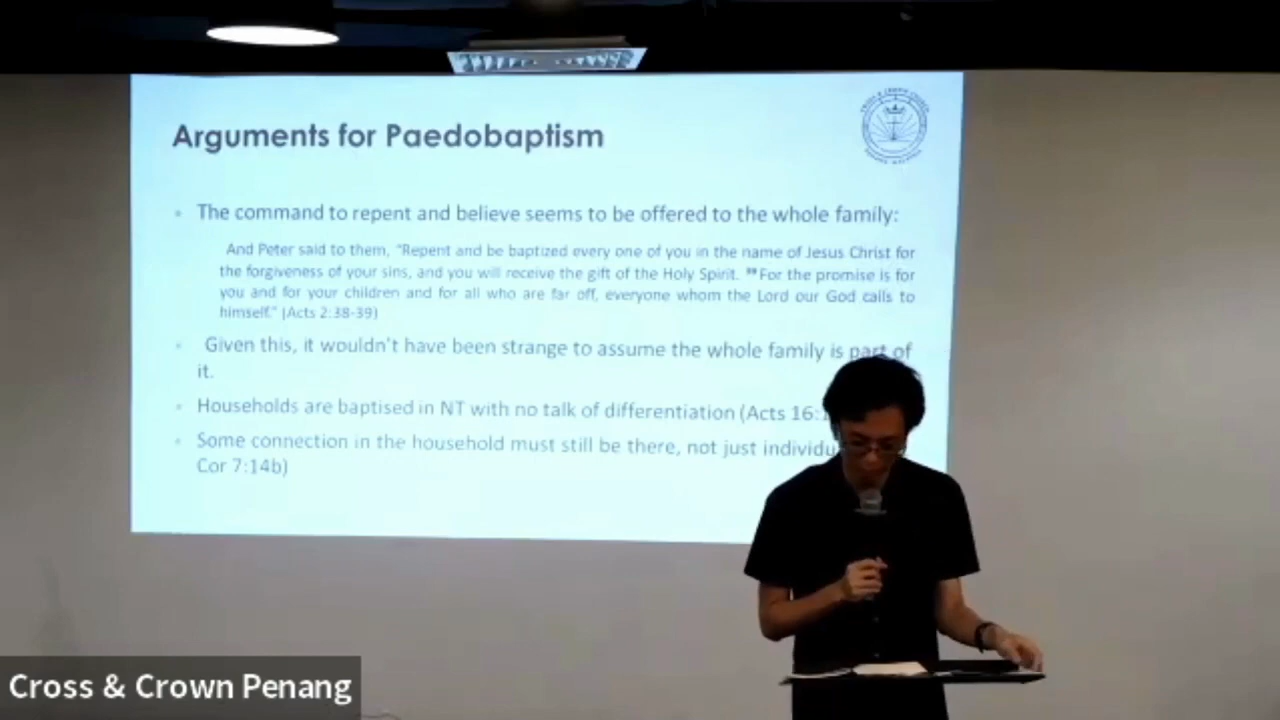 Arguments for Paedobaptism
CROSS & CROWN CHURCH
PENANG, MALAYSIA
The command to repent and believe seems to be offered to the whole family:
And Peter said to them, “Repent and be baptized every one of you in the name of Jesus Christ for
the forgiveness of your sins, and you will receive the gift of the Holy Spirit. ³⁹ For the promise is for
you and for your children and for all who are far off, everyone whom the Lord our God calls to
himself.” (Acts 2:38-39)
Given this, it wouldn't have been strange to assume the whole family is part of
it.
Households are baptised in NT with no talk of differentiation (Acts 16:
Some connection in the household must still be there, not just
Cor 7:14b)
Cross & Crown Penang